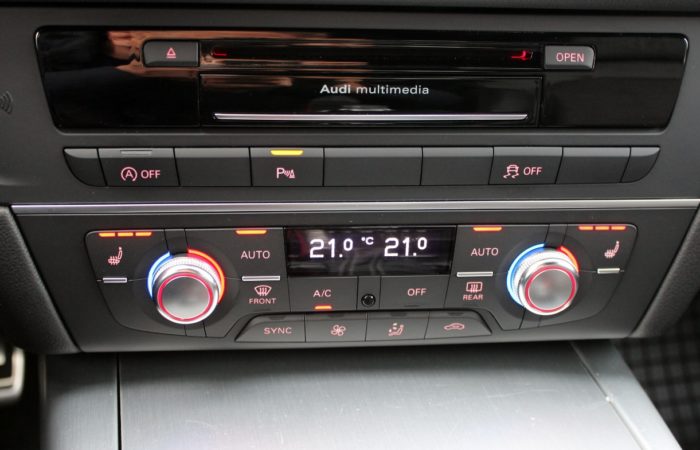 OPEN
Audi multimedia
A OFF
P
OFF
AUTO
21.0 °C 21.0
AUTO
FRONT
A/C
OFF
REAR
SYNC